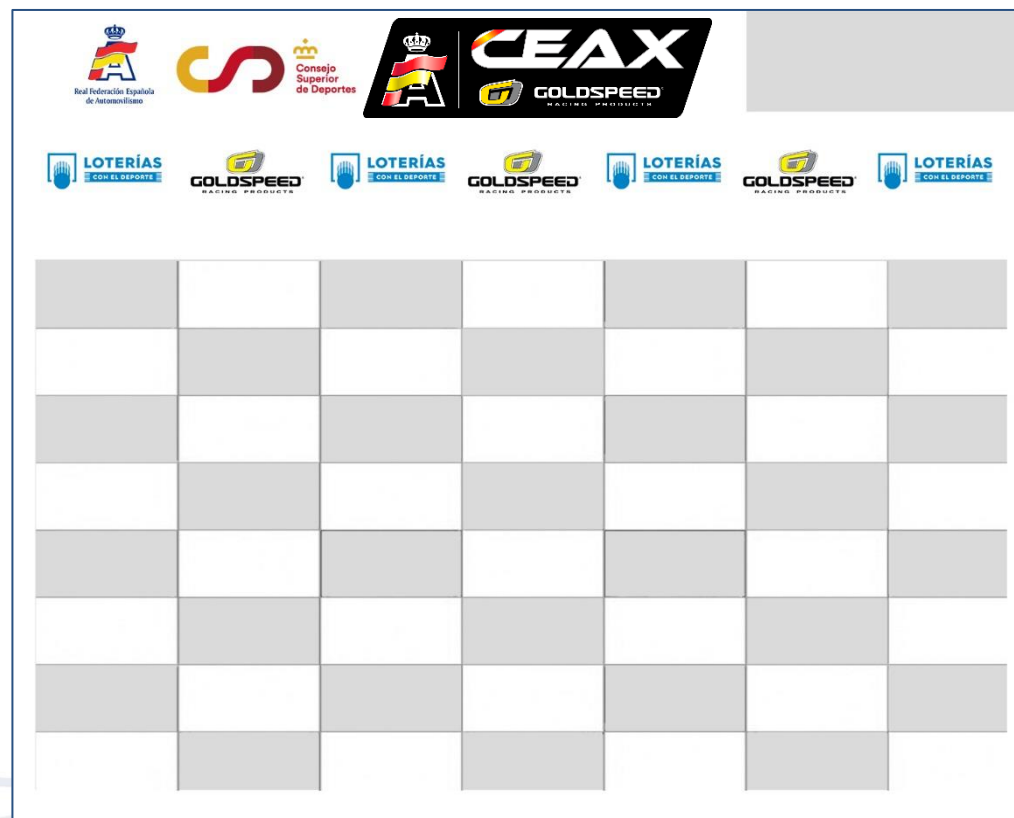 Real Federación Española
de Automovilismo
Consejo
Superior
de Deportes
CEAX
GOLDSPEED
RACING PRODUCTS
LOTERÍAS
CON EL DEPORTE
GOLDSPEED
RACING PRODUCTS
LOTERÍAS
CON EL DEPORTE
GOLDSPEED
RACING PRODUCTS
LOTERÍAS
CON EL DEPORTE
GOLDSPEED
RACING PRODUCTS
LOTERÍAS
CON EL DEPORTE